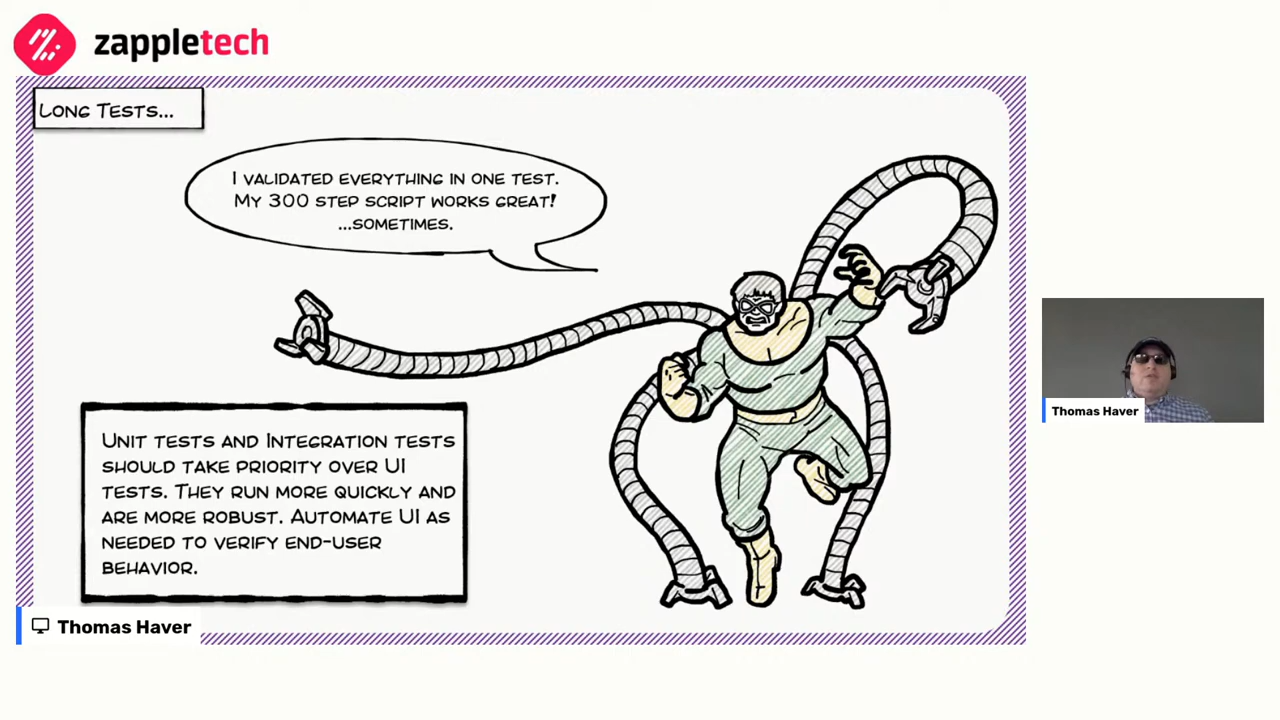 zappletech
Long Tests...
I validated everything in one test.
My 300 step script works great!
...sometimes.
Unit tests and Integration tests
should take priority over UI
tests. They run more quickly and
are more robust. Automate UI as
needed to verify end-user
behavior.
Thomas Haver
Thomas Haver